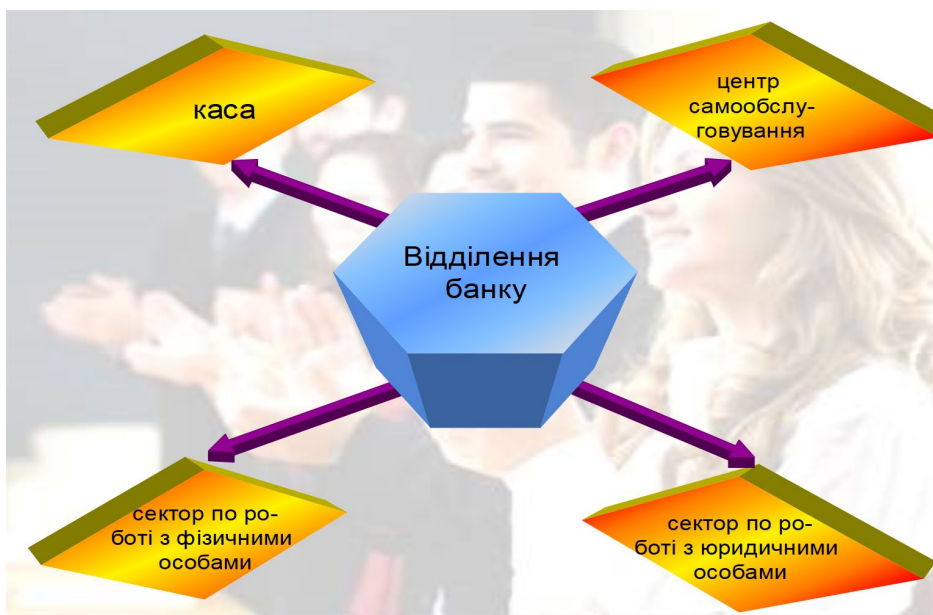 каса
центр
самообслу-
говування
Відділення
банку
сектор по ро-
боті з фізичними
особами
сектор по ро-
боті з юридичними
особами